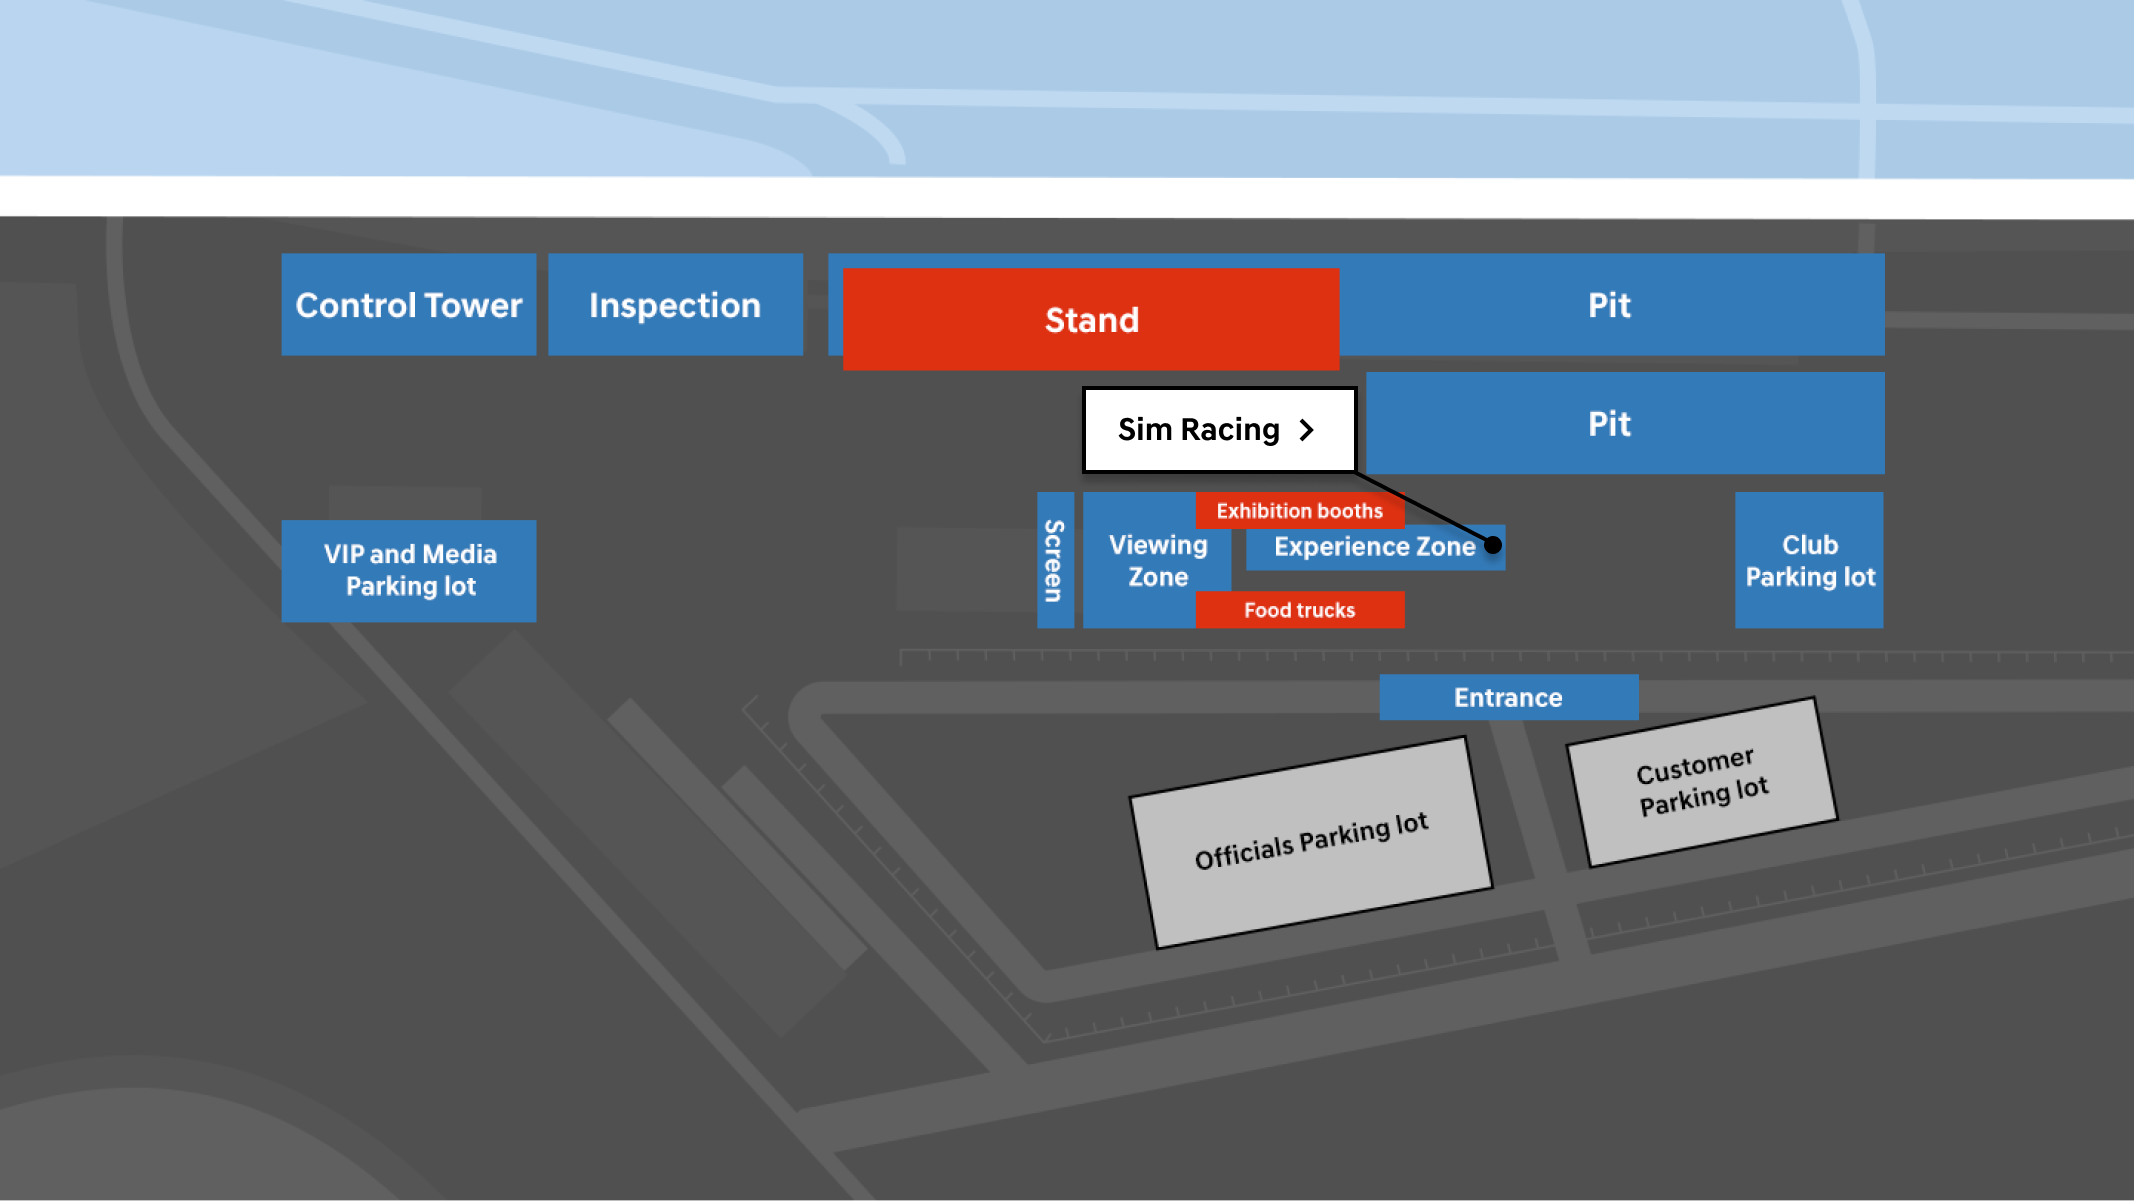 Control Tower
Inspection
Stand
Pit
Sim Racing
Pit
Screen
Viewing
Zone
Exhibition booths
Experience Zone
Food trucks
Club
Parking lot
VIP and Media
Parking lot
Entrance
Officials Parking lot
Customer
Parking lot